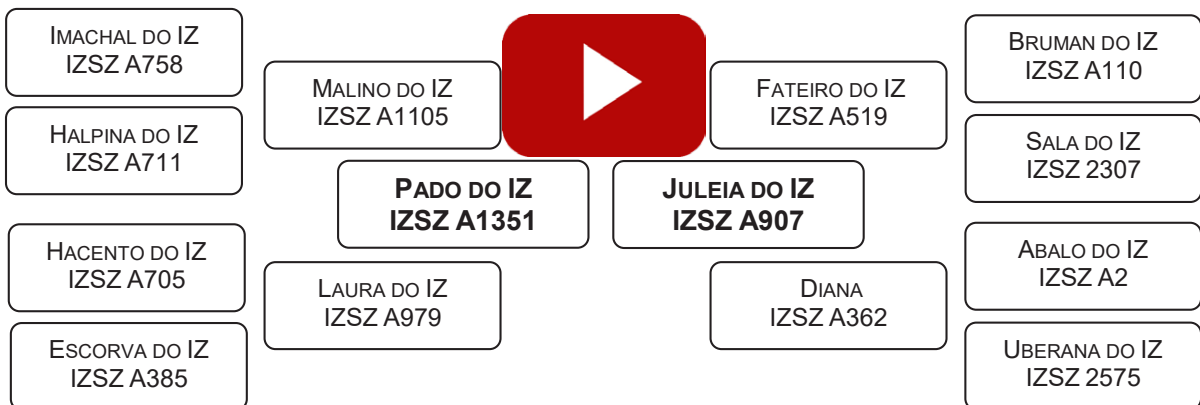 IMACHAL DO IZ
IZSZ A758
HALPINA DO IZ
IZSZ A711
HACENTO DO IZ
IZSZ A705
ESCORVA DO IZ
IZSZ A385
MALINO DO IZ
IZSZ A1105
LAURA DO IZ
IZSZ A979
PADO DO IZ
IZSZ A1351
JULEIA DO IZ
IZSZ A907
FATEIRO DO IZ
IZSZ A519
DIANA
IZSZ A362
BRUMAN DO IZ
IZSZ A110
SALA DO IZ
IZSZ 2307
ABALO DO IZ
IZSZ A2
UBERANA DO IZ
IZSZ 2575